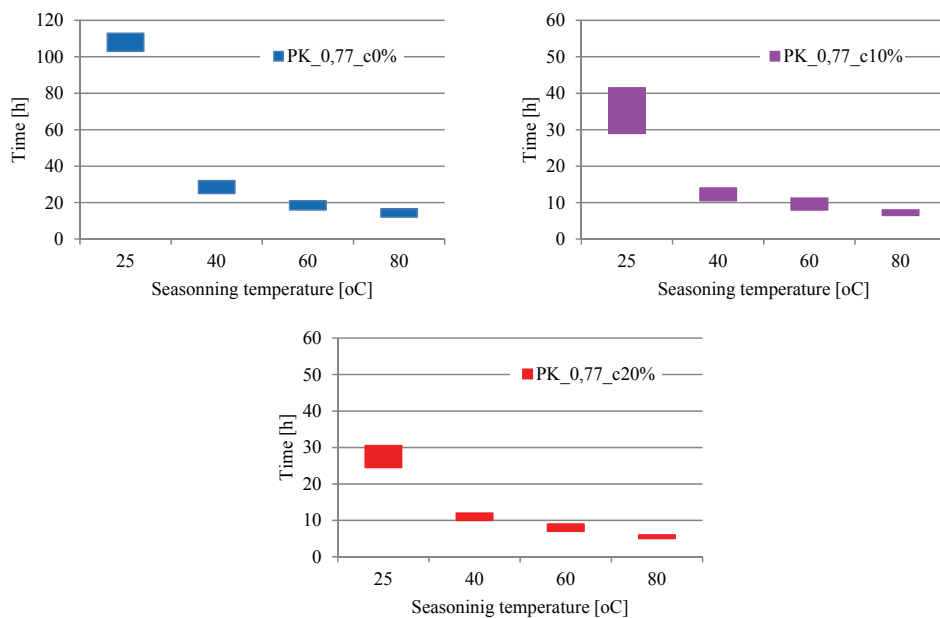 120
100
80
60
40
20
0
Time [h]
PK_0,77_c0%
25 40 60 80
Seasonning temperature [oC]
60
50
40
30
20
10
0
Time [h]
PK_0,77_c10%
25 40 60 80
Seasoning temperature [oC]
60
50
40
30
20
10
0
Time [h]
PK_0,77_c20%
25 40 60 80
Seasoninig temperature [oC]